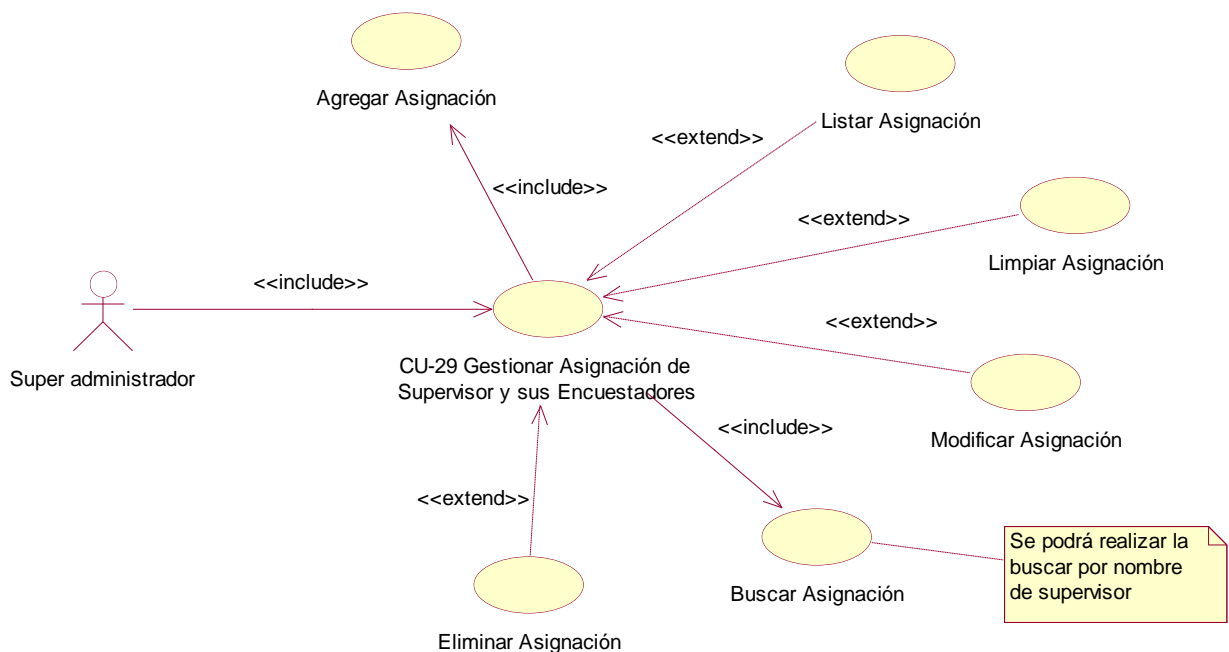 Agregar Asignación
Listar Asignación
<<extend>>
<<include>>
<<extend>>
Limpiar Asignación
<<include>>
<<extend>>
Super administrador
CU-29 Gestionar Asignación de
Supervisor y sus Encuestadores
<<include>>
Modificar Asignación
<<extend>>
Se podrá realizar la
buscar por nombre
de supervisor
Buscar Asignación
Eliminar Asignación